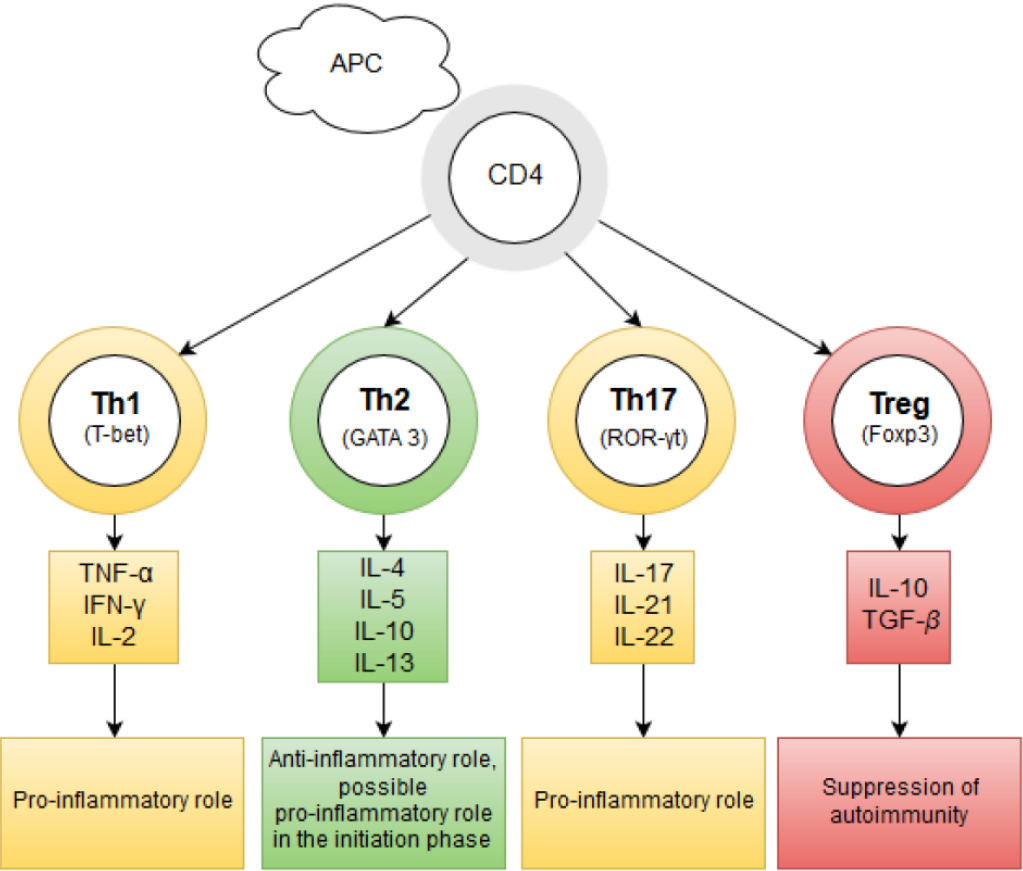 APC
CD4
Th1
(T-bet)
Th2
(GATA 3)
Th17
(ROR-γt)
Treg
(Foxp3)
TNF-α
IFN-γ
IL-2
IL-4
IL-5
IL-10
IL-13
IL-17
IL-21
IL-22
IL-10
TGF-β
Pro-inflammatory role
Anti-inflammatory role,
possible
pro-inflammatory role
in the initiation phase
Pro-inflammatory role
Suppression of
autoimmunity